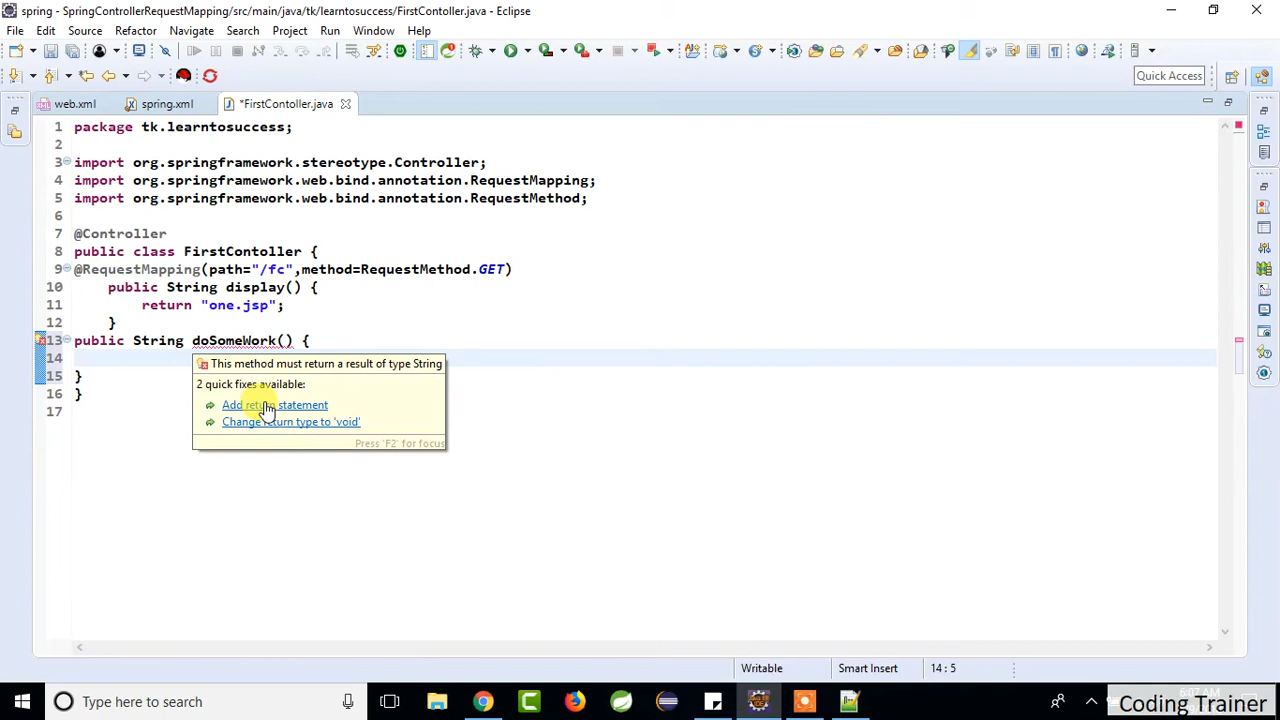 spring - SpringControllerRequestMapping/src/main/java/tk/learntosuccess/FirstContoller.java - Eclipse
File Edit Source Refactor Navigate Search Project Run Window Help
Quick Access
web.xml spring.xml *FirstContoller.java
1 package tk.learntosuccess;
2
3 import org.springframework.stereotype.Controller;
4 import org.springframework.web.bind.annotation.RequestMapping;
5 import org.springframework.web.bind.annotation.RequestMethod;
6
7 @Controller
8 public class FirstContoller {
9 @RequestMapping(path="/fc",method=RequestMethod.GET)
10 public String display() {
11 return "one.jsp";
12 }
13 public String doSomeWork() {
14
15 }
16 }
17
This method must return a result of type String
2 quick fixes available:
Add return statement
Change return type to 'void'
Press 'F2' for focus
Writable Smart Insert 14 : 5
Type here to search
Coding Trainer